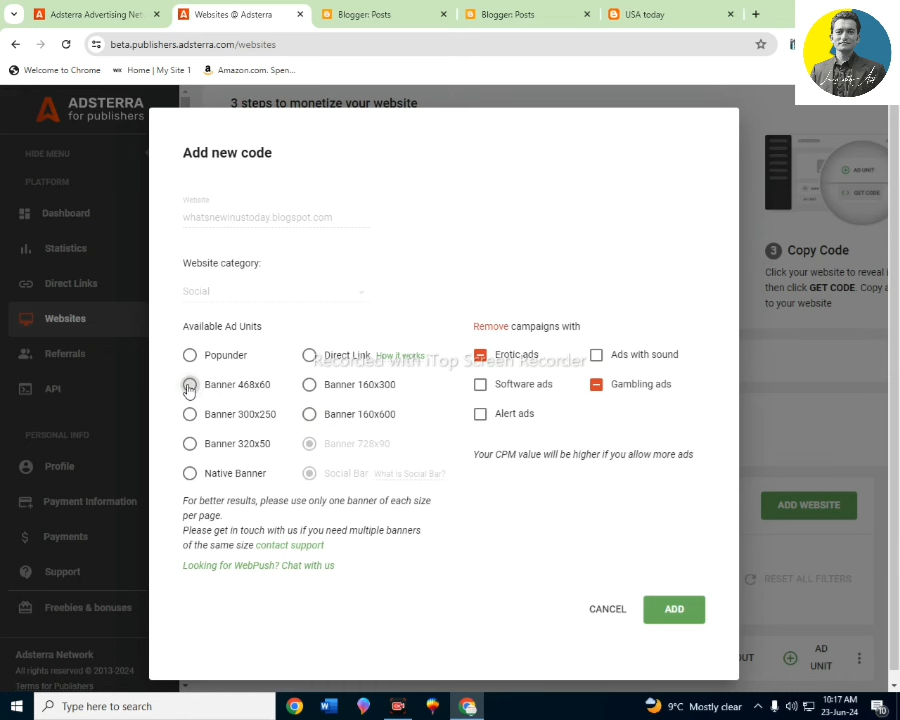 Adsterra Advertising Net
Websites @ Adsterra
Blogger: Posts
Blogger: Posts
USA today
beta.publishers.adsterra.com/websites
Welcome to Chrome
Home | My Site 1
Amazon.com. Spen...
ADSTERRA
for publishers
3 steps to monetize your website
HIDE MENU
PLATFORM
Dashboard
Statistics
Direct Links
Websites
Referrals
API
PERSONAL INFO
Profile
Payment Information
Payments
Support
Freebies & bonuses
Adsterra Network
All rights reserved © 2013-2024
Terms for Publishers
Add new code
Website
whatsnewinustoday.blogspot.com
Website category:
Social
Available Ad Units
Popunder
Direct Link How it works
Banner 468x60
Banner 160x300
Banner 300x250
Banner 160x600
Banner 320x50
Banner 728x90
Native Banner
Social Bar What is Social Bar?
For better results, please use only one banner of each size
per page.
Please get in touch with us if you need multiple banners
of the same size contact support
Looking for WebPush? Chat with us
Remove campaigns with
Erotic ads
Ads with sound
Software ads
Gambling ads
Alert ads
Your CPM value will be higher if you allow more ads
CANCEL
ADD
Recorded with iTop Screen Recorder
AD UNIT
GET CODE
3 Copy Code
Click your website to reveal
then click GET CODE. Copy a
to your website
ADD WEBSITE
RESET ALL FILTERS
OUT
AD
UNIT
Type here to search
9°C Mostly clear
10:17 AM
23-Jun-24
10